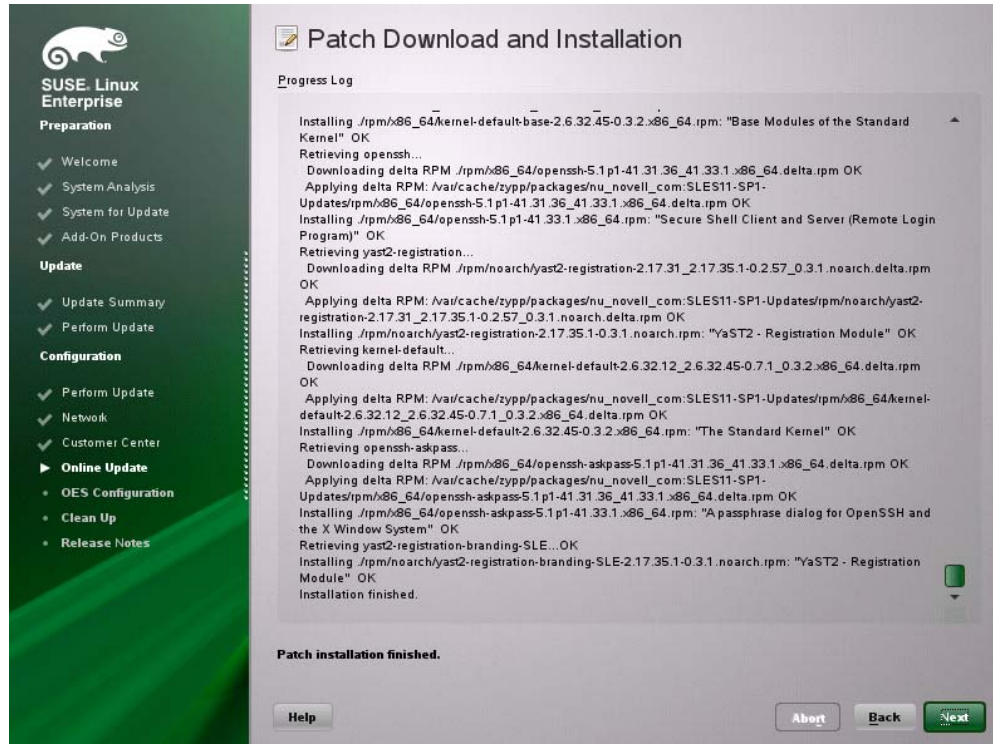 SUSE. Linux
Enterprise
Preparation
Welcome
System Analysis
System for Update
Add-On Products
Update
Update Summary
Perform Update
Configuration
Perform Update
Network
Customer Center
Online Update
OES Configuration
Clean Up
Release Notes
Patch Download and Installation
Progress Log
Installing ./rpm/x86_64/kernel-default-base-2.6.32.45-0.3.2.x86_64.rpm: "Base Modules of the Standard
Kernel" OK
Retrieving openssh...
Downloading delta RPM ./rpm/x86_64/openssh-5.1p1-41.31.36_41.33.1.x86_64.delta.rpm OK
Applying delta RPM: /var/cache/zypp/packages/nu_novell_com:SLES11-SP1-
Updates/rpm/x86_64/openssh-5.1p1-41.31.36_41.33.1.x86_64.delta.rpm OK
Installing ./rpm/x86_64/openssh-5.1p1-41.33.1.x86_64.rpm: "Secure Shell Client and Server (Remote Login
Program)" OK
Retrieving yast2-registration...
Downloading delta RPM ./rpm/noarch/yast2-registration-2.17.31_2.17.35.1-0.2.57_0.3.1.noarch.delta.rpm
OK
Applying delta RPM: /var/cache/zypp/packages/nu_novell_com:SLES11-SP1-Updates/rpm/noarch/yast2-
registration-2.17.31_2.17.35.1-0.2.57_0.3.1.noarch.delta.rpm OK
Installing ./rpm/noarch/yast2-registration-2.17.35.1-0.3.1.noarch.rpm: "YaST2 - Registration Module" OK
Retrieving kernel-default...
Downloading delta RPM ./rpm/x86_64/kernel-default-2.6.32.12_2.6.32.45-0.7.1_0.3.2.x86_64.delta.rpm
OK
Applying delta RPM: /var/cache/zypp/packages/nu_novell_com:SLES11-SP1-Updates/rpm/x86_64/kernel-
default-2.6.32.12_2.6.32.45-0.7.1_0.3.2.x86_64.delta.rpm OK
Installing ./rpm/x86_64/kernel-default-2.6.32.45-0.3.2.x86_64.rpm: "The Standard Kernel" OK
Retrieving openssh-askpass...
Downloading delta RPM ./rpm/x86_64/openssh-askpass-5.1p1-41.31.36_41.33.1.x86_64.delta.rpm OK
Applying delta RPM: /var/cache/zypp/packages/nu_novell_com:SLES11-SP1-
Updates/rpm/x86_64/openssh-askpass-5.1p1-41.31.36_41.33.1.x86_64.delta.rpm OK
Installing ./rpm/x86_64/openssh-askpass-5.1p1-41.33.1.x86_64.rpm: "A passphrase dialog for OpenSSH and
the X Window System" OK
Retrieving yast2-registration-branding-SLE...OK
Installing ./rpm/noarch/yast2-registration-branding-SLE-2.17.35.1-0.3.1.noarch.rpm: "YaST2 - Registration
Module" OK
Installation finished.
Patch installation finished.
Help
Abort
Back
Next